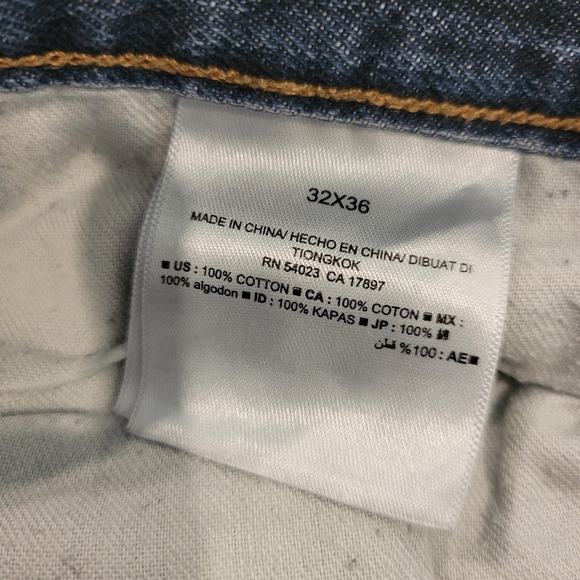 32X36
MADE IN CHINA/ HECHO EN CHINA/ DIBUAT DI
TIONGKOK
RN 54023 CA 17897
■ US : 100% COTTON ■ CA : 100% COTON ■ MX :
100% algodon ■ ID : 100% KAPAS ■ JP : 100% 綿
■AE : 100% قطن